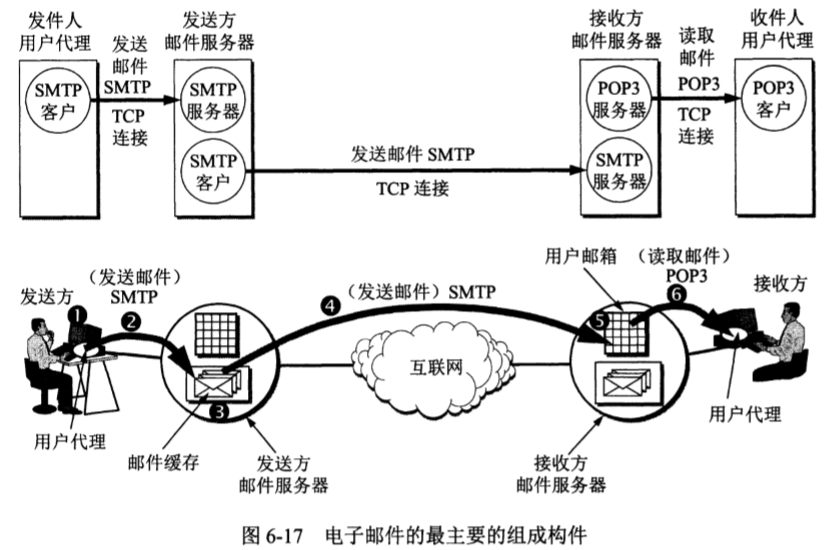 发件人
用户代理
发送
邮件
SMTP
TCP
连接
发送方
邮件服务器
接收方
邮件服务器
读取
邮件
POP3
TCP
连接
收件人
用户代理
SMTP
客户
SMTP
服务器
SMTP
客户
发送邮件 SMTP
TCP 连接
POP3
服务器
SMTP
服务器
POP3
客户
发送方
(发送邮件)
SMTP
❶
❷
❸
❹
(发送邮件)SMTP
用户邮箱
(读取邮件)
POP3
❺
❻
接收方
互联网
用户代理
邮件缓存
发送方
邮件服务器
接收方
邮件服务器
用户代理
图 6-17 电子邮件的最主要的组成构件